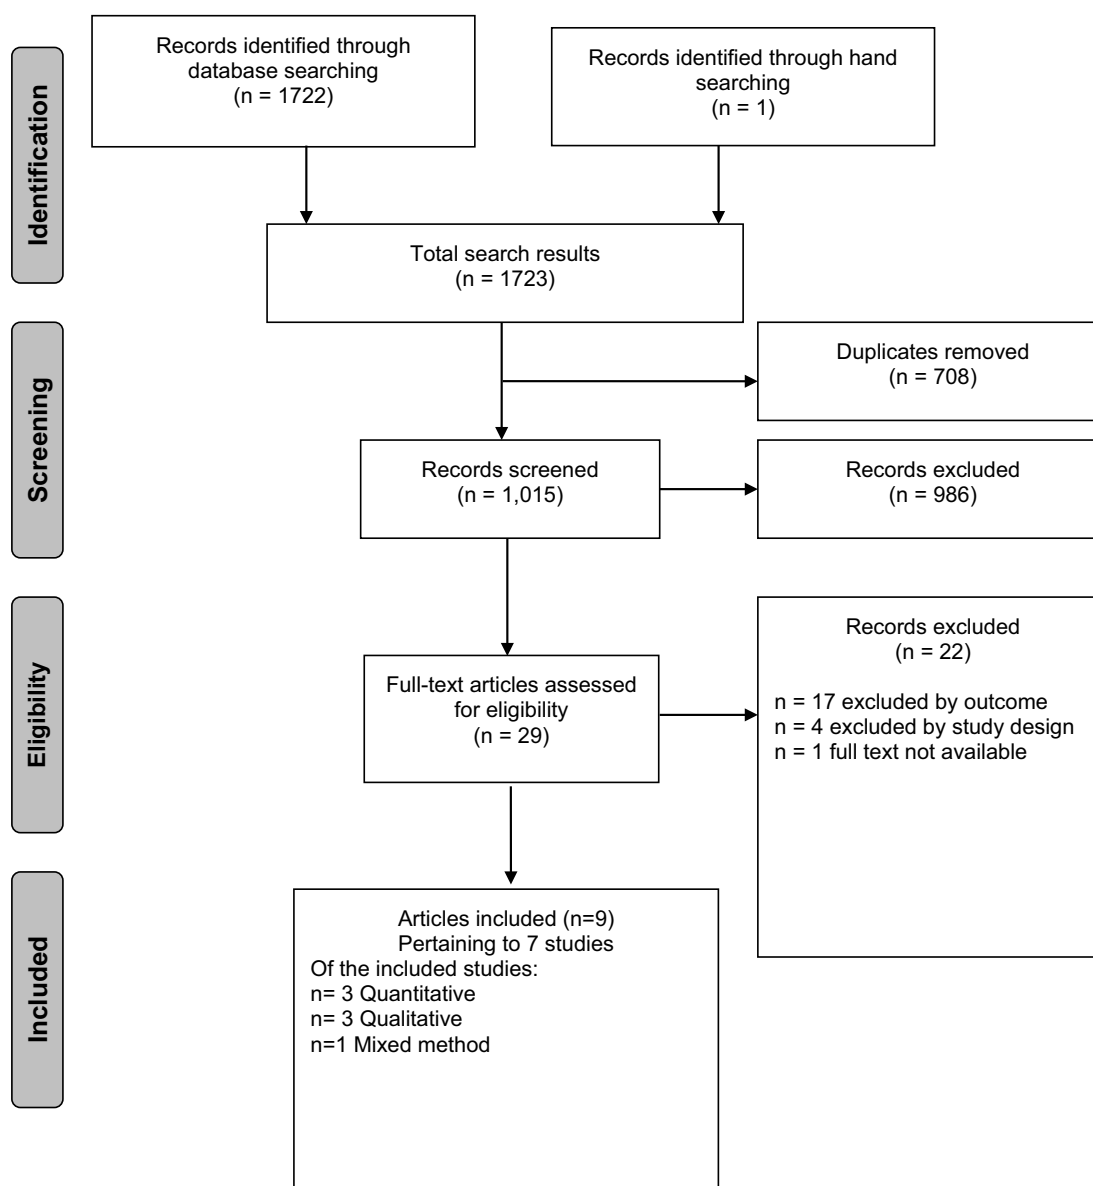 Identification
Records identified through
database searching
(n = 1722)
Records identified through hand
searching
(n = 1)
Total search results
(n = 1723)
Screening
Duplicates removed
(n = 708)
Records screened
(n = 1,015)
Records excluded
(n = 986)
Eligibility
Full-text articles assessed
for eligibility
(n = 29)
Records excluded
(n = 22)
n = 17 excluded by outcome
n = 4 excluded by study design
n = 1 full text not available
Included
Articles included (n=9)
Pertaining to 7 studies
Of the included studies:
n= 3 Quantitative
n= 3 Qualitative
n=1 Mixed method